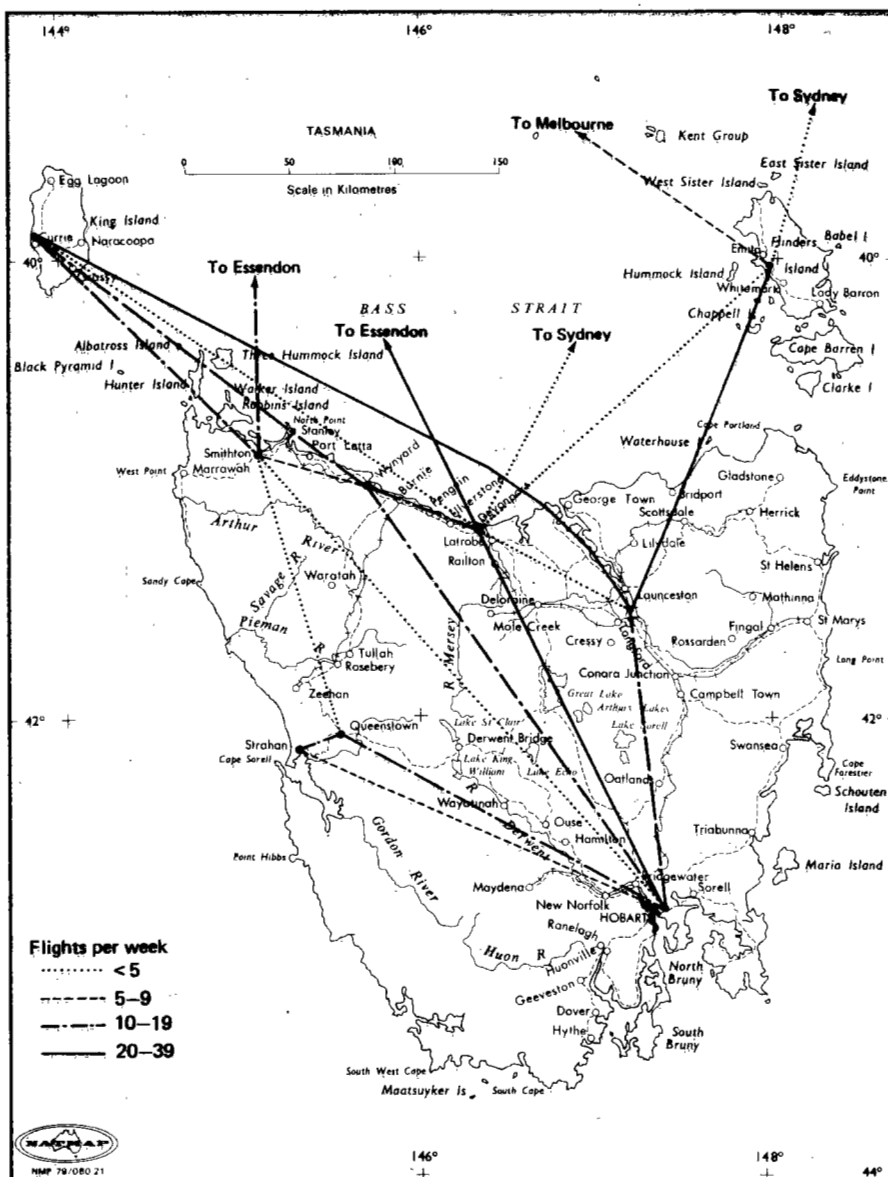 144°
146°
148°
To Sydney
To Melbourne
Kent Group
TASMANIA
0 50 100 150
Scale in Kilometres
East Sister Island
West Sister Island
Egg Lagoon
King Island
Currie
Naracoopa
40°
40°
To Essendon
Emita
Flinders
Babel I
Hummock Island
Island
Whitemark
Lady Barron
BASS STRAIT
Chappell I
To Essendon
To Sydney
Albatross Island
Three Hummock Island
Cape Barren I
Black Pyramid I
Hunter Island
Walker Island
Clarke I
Robbins Island
North Point
Stanley
Cape Portland
Port Latta
Waterhouse I
Smithton
West Point
Marrawah
Wynyard
Burnie
Gladstone
Eddystone
Point
Penguin
Ulverstone
Devonport
George Town
Bridport
Scottsdale
Herrick
Arthur
River
Latrobe
Lilydale
Railton
St Helens
Sandy Cape
Savage R
Waratah
Deloraine
Launceston
Mathinna
Pieman R
Mole Creek
Longford
Cressy
Rossarden
Fingal
St Marys
R Mersey
Tullah
Rosebery
Conara Junction
Long Point
Zeehan
Great Lake
Arthurs Lakes
Campbell Town
42°
42°
Lake St Clair
Lake Sorell
Queenstown
Strahan
Derwent Bridge
Swansea
Cape Sorell
Lake King
William
Lake Echo
Cape
Forestier
Oatland
Schouten
Island
Wayatinah
R Derwent
Ouse
Triabunna
Gordon
River
Hamilton
Point Hibbs
Maria Island
Bridgewater
Maydena
Sorell
New Norfolk
HOBART
Ranelagh
Flights per week
Huon R
Huonville
North
Bruny
<5
Geeveston
5–9
Dover
10–19
Hythe
South
Bruny
20–39
South West Cape
Maatsuyker Is
South Cape
NATMAP
NMP 79/080 21
146°
148°
44°